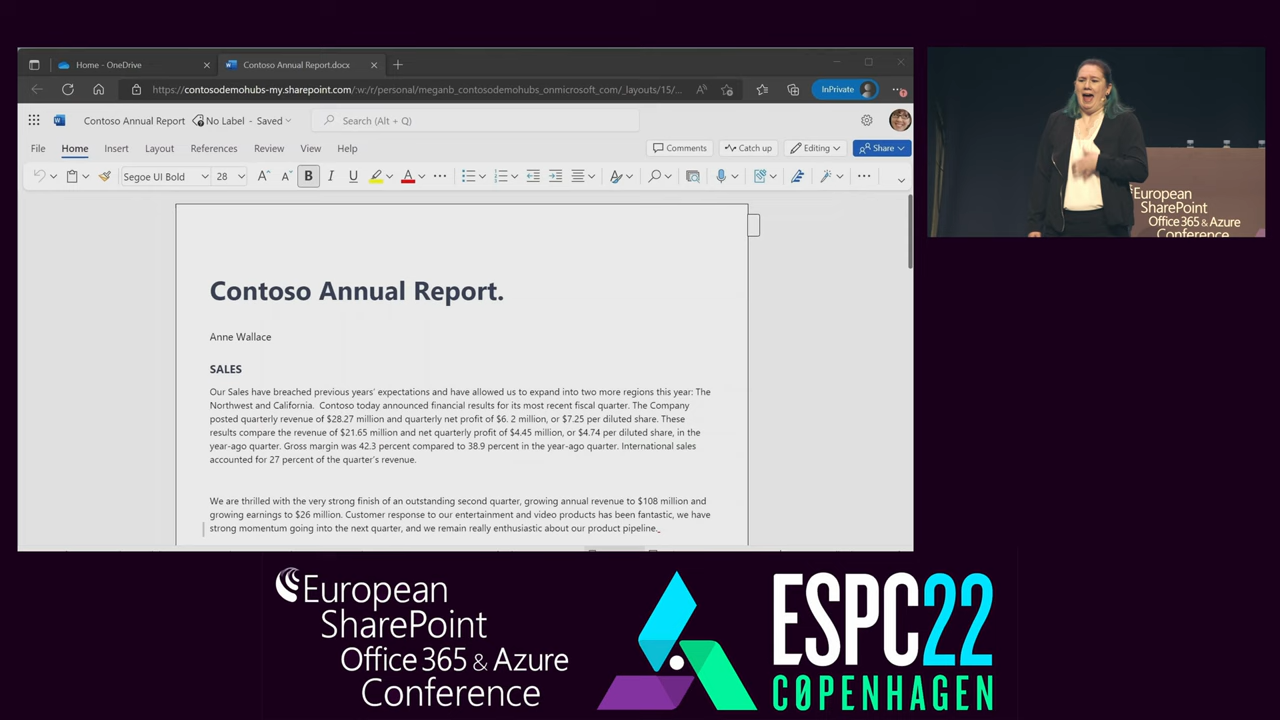 Home - OneDrive
Contoso Annual Report.docx
https://contosodemohubs-my.sharepoint.com/:w:/r/personal/meganb_contosodemohubs_onmicrosoft_com/_layouts/15/...
InPrivate
Contoso Annual Report
No Label - Saved
Search (Alt + Q)
File Home Insert Layout References Review View Help
Comments Catch up Editing Share
Segoe UI Bold 28 B I U
Contoso Annual Report.
Anne Wallace
SALES
Our Sales have breached previous years' expectations and have allowed us to expand into two more regions this year: The
Northwest and California. Contoso today announced financial results for its most recent fiscal quarter. The Company
posted quarterly revenue of $28.27 million and quarterly net profit of $6. 2 million, or $7.25 per diluted share. These
results compare the revenue of $21.65 million and net quarterly profit of $4.45 million, or $4.74 per diluted share, in the
year-ago quarter. Gross margin was 42.3 percent compared to 38.9 percent in the year-ago quarter. International sales
accounted for 27 percent of the quarter's revenue.
We are thrilled with the very strong finish of an outstanding second quarter, growing annual revenue to $108 million and
growing earnings to $26 million. Customer response to our entertainment and video products has been fantastic, we have
strong momentum going into the next quarter, and we remain really enthusiastic about our product pipeline.
European
SharePoint
Office 365 & Azure
Conference
European
SharePoint
Office 365 & Azure
Conference
ESPC22
CØPENHAGEN